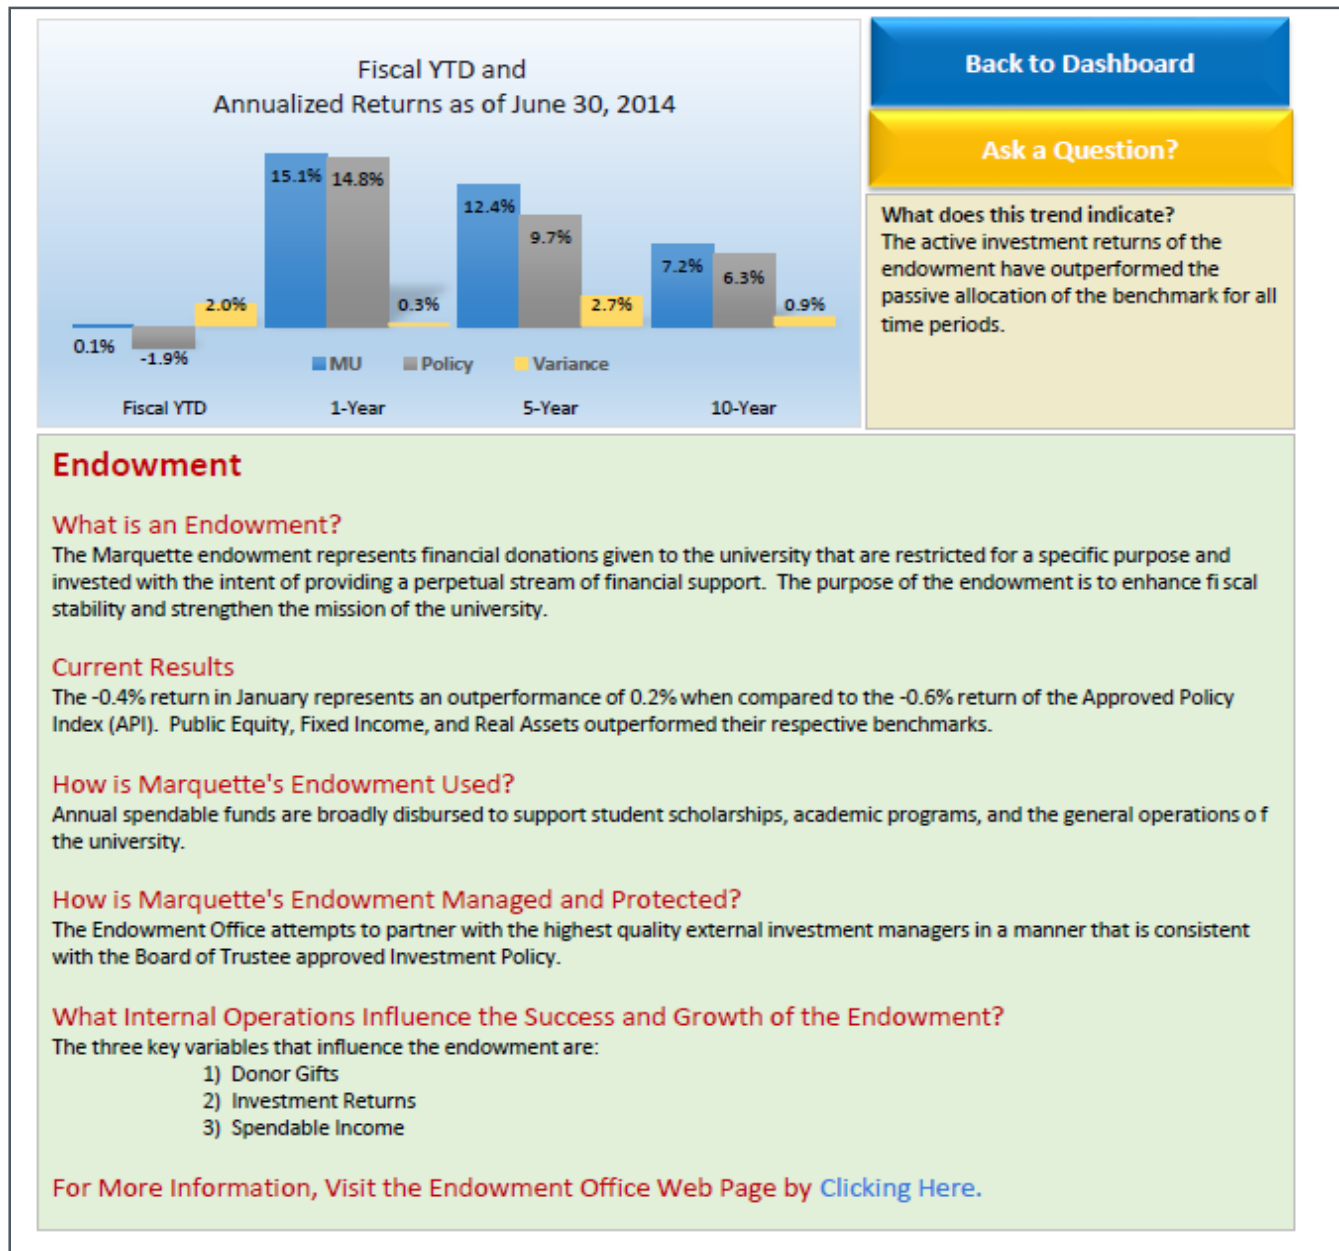 Fiscal YTD and
Annualized Returns as of June 30, 2014
15.1% 14.8%
12.4%
9.7%
7.2% 6.3%
2.0% 0.3% 2.7% 0.9%
0.1% -1.9%
MU Policy Variance
Fiscal YTD 1-Year 5-Year 10-Year
Back to Dashboard
Ask a Question?
What does this trend indicate?
The active investment returns of the
endowment have outperformed the
passive allocation of the benchmark for all
time periods.
Endowment
What is an Endowment?
The Marquette endowment represents financial donations given to the university that are restricted for a specific purpose and
invested with the intent of providing a perpetual stream of financial support. The purpose of the endowment is to enhance fi scal
stability and strengthen the mission of the university.
Current Results
The -0.4% return in January represents an outperformance of 0.2% when compared to the -0.6% return of the Approved Policy
Index (API). Public Equity, Fixed Income, and Real Assets outperformed their respective benchmarks.
How is Marquette's Endowment Used?
Annual spendable funds are broadly disbursed to support student scholarships, academic programs, and the general operations o f
the university.
How is Marquette's Endowment Managed and Protected?
The Endowment Office attempts to partner with the highest quality external investment managers in a manner that is consistent
with the Board of Trustee approved Investment Policy.
What Internal Operations Influence the Success and Growth of the Endowment?
The three key variables that influence the endowment are:
1) Donor Gifts
2) Investment Returns
3) Spendable Income
For More Information, Visit the Endowment Office Web Page by Clicking Here.